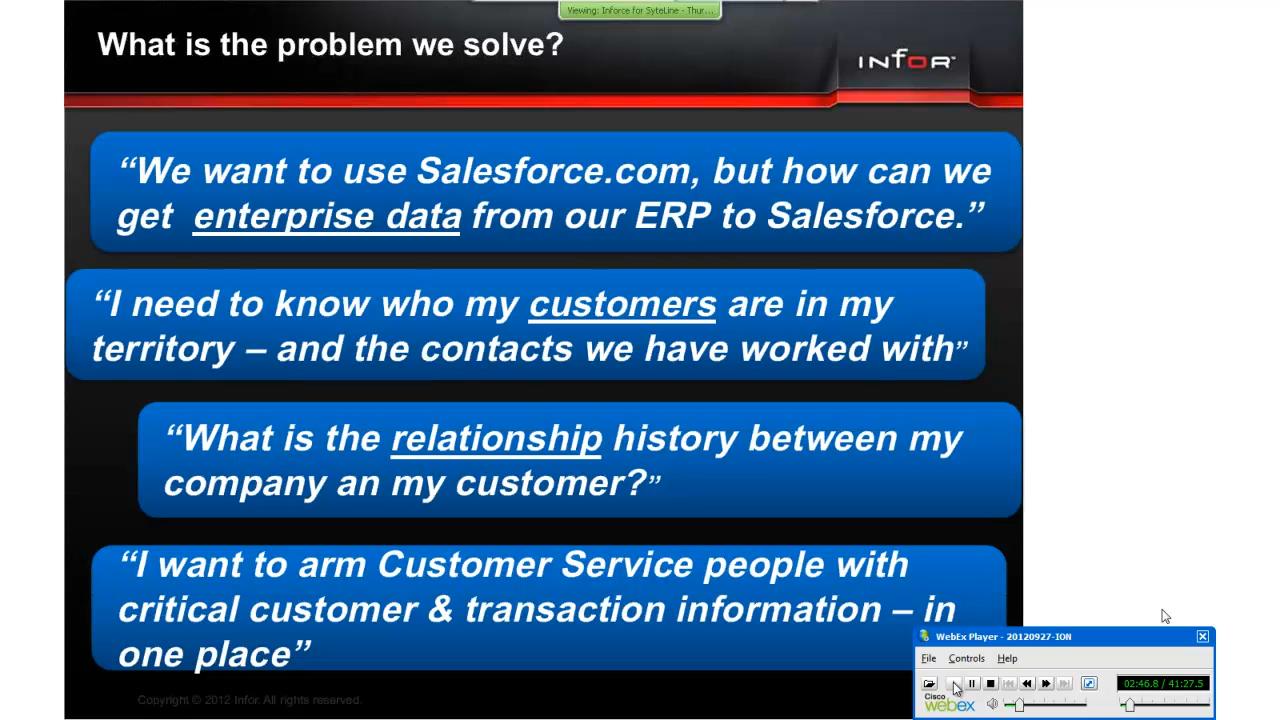 Viewing: Inforce for SyteLine - Thur...
What is the problem we solve?
infor
“We want to use Salesforce.com, but how can we
get enterprise data from our ERP to Salesforce.”
“I need to know who my customers are in my
territory – and the contacts we have worked with”
“What is the relationship history between my
company an my customer?”
“I want to arm Customer Service people with
critical customer & transaction information – in
one place”
Copyright © 2012 Infor. All rights reserved.
WebEx Player - 20120927-ION
File Controls Help
02:46.8 / 41:27.5
Cisco
webex